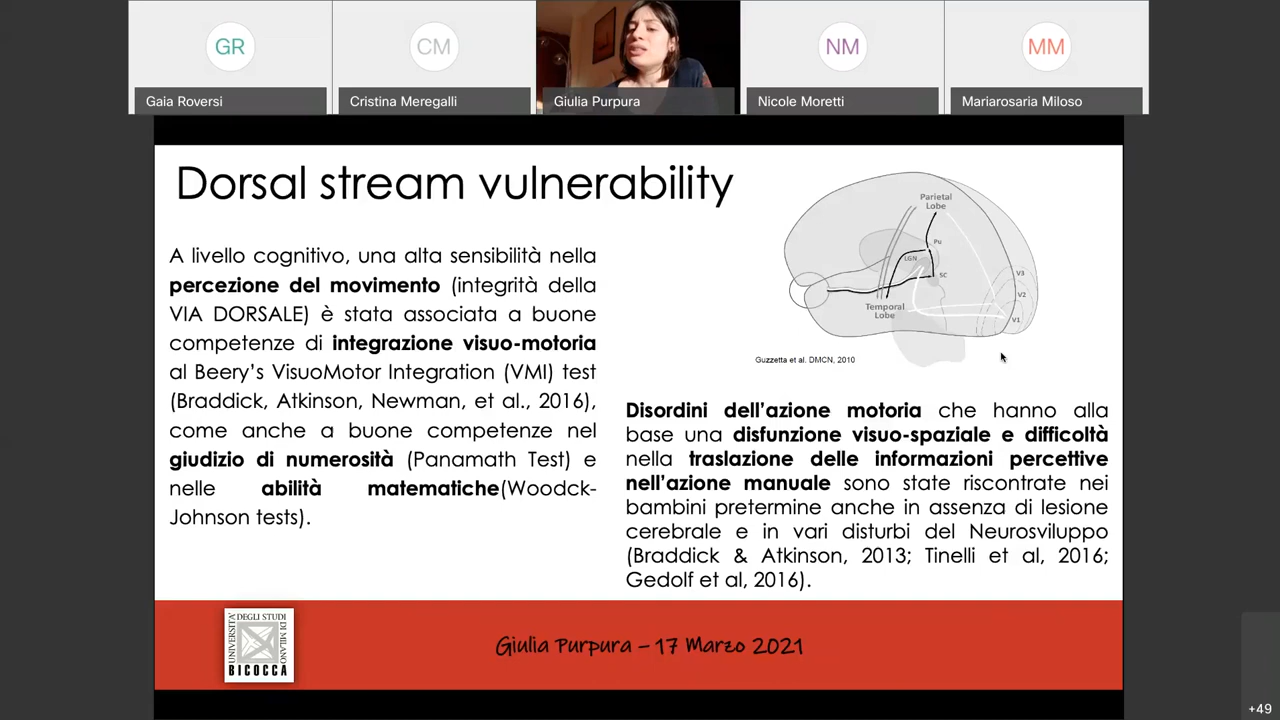 GR
CM
NM
MM
Gaia Roversi
Cristina Meregalli
Giulia Purpura
Nicole Moretti
Mariarosaria Miloso
Dorsal stream vulnerability
A livello cognitivo, una alta sensibilità nella
percezione del movimento (integrità della
VIA DORSALE) è stata associata a buone
competenze di integrazione visuo-motoria
al Beery's VisuoMotor Integration (VMI) test
(Braddick, Atkinson, Newman, et al., 2016),
come anche a buone competenze nel
giudizio di numerosità (Panamath Test) e
nelle abilità matematiche(Woodck-
Johnson tests).
Parietal
Lobe
Pu
LGN
SC
Temporal
Lobe
V3
V2
V1
Guzzetta et al. DMCN, 2010
Disordini dell'azione motoria che hanno alla
base una disfunzione visuo-spaziale e difficoltà
nella traslazione delle informazioni percettive
nell'azione manuale sono state riscontrate nei
bambini pretermine anche in assenza di lesione
cerebrale e in vari disturbi del Neurosviluppo
(Braddick & Atkinson, 2013; Tinelli et al, 2016;
Gedolf et al, 2016).
UNIVERSITÀ DEGLI STUDI DI MILANO
BICOCCA
Giulia Purpura – 17 Marzo 2021
+49